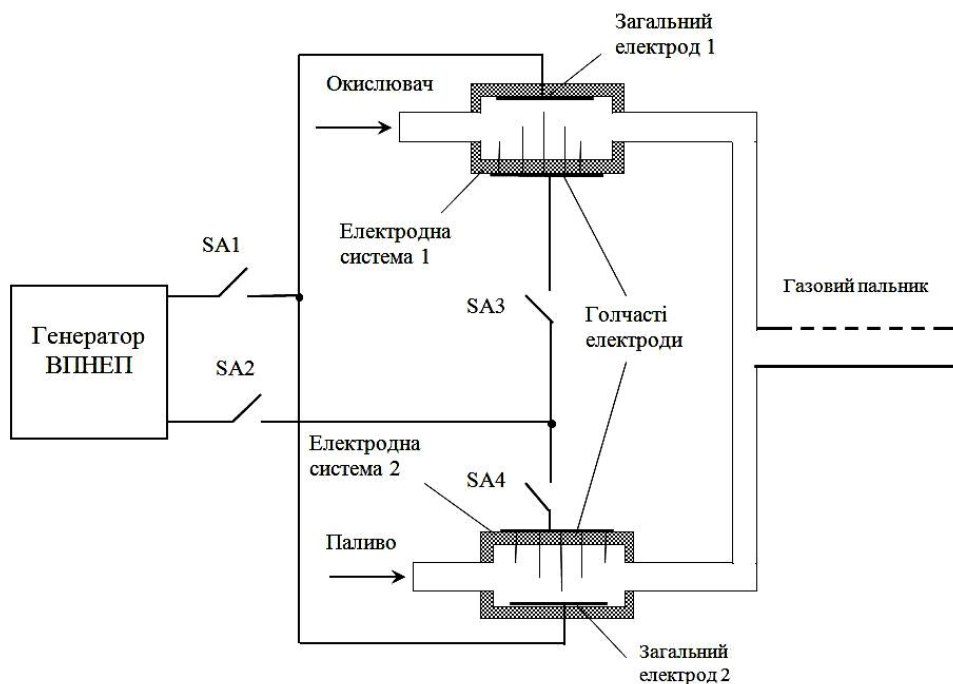 Загальний
електрод 1
Окислювач
Електродна
система 1
SA1
SA3
Голчасті
електроди
Газовий пальник
Генератор
ВПНЕП
SA2
Електродна
система 2
SA4
Паливо
Загальний
електрод 2